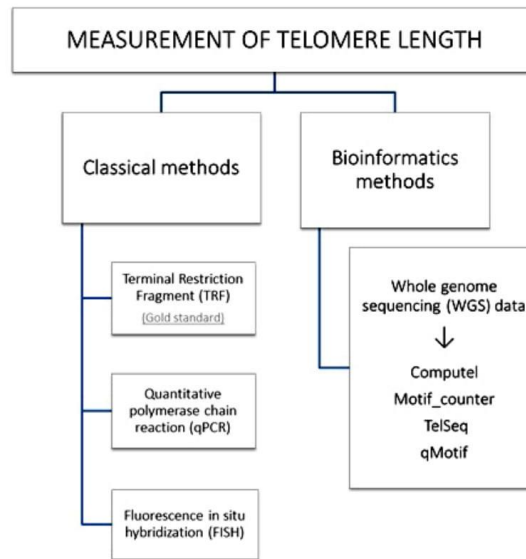 MEASUREMENT OF TELOMERE LENGTH
Classical methods
Terminal Restriction
Fragment (TRF)
(Gold standard)
Quantitative
polymerase chain
reaction (qPCR)
Fluorescence in situ
hybridization (FISH)
Bioinformatics
methods
Whole genome
sequencing (WGS) data
Computel
Motif_counter
TelSeq
qMotif